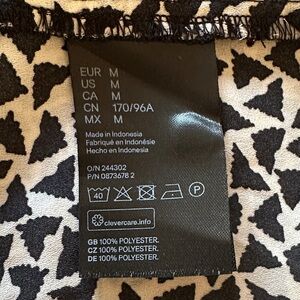 EUR M
US M
CA M
CN 170/96A
MX M
Made in Indonesia
Fabriqué en Indonésie
Hecho en Indonesia
O/N 244302
P/N 0873678 2
40 P
clevercare.info
GB 100% POLYESTER.
CZ 100% POLYESTER.
DE 100% POLYESTER.